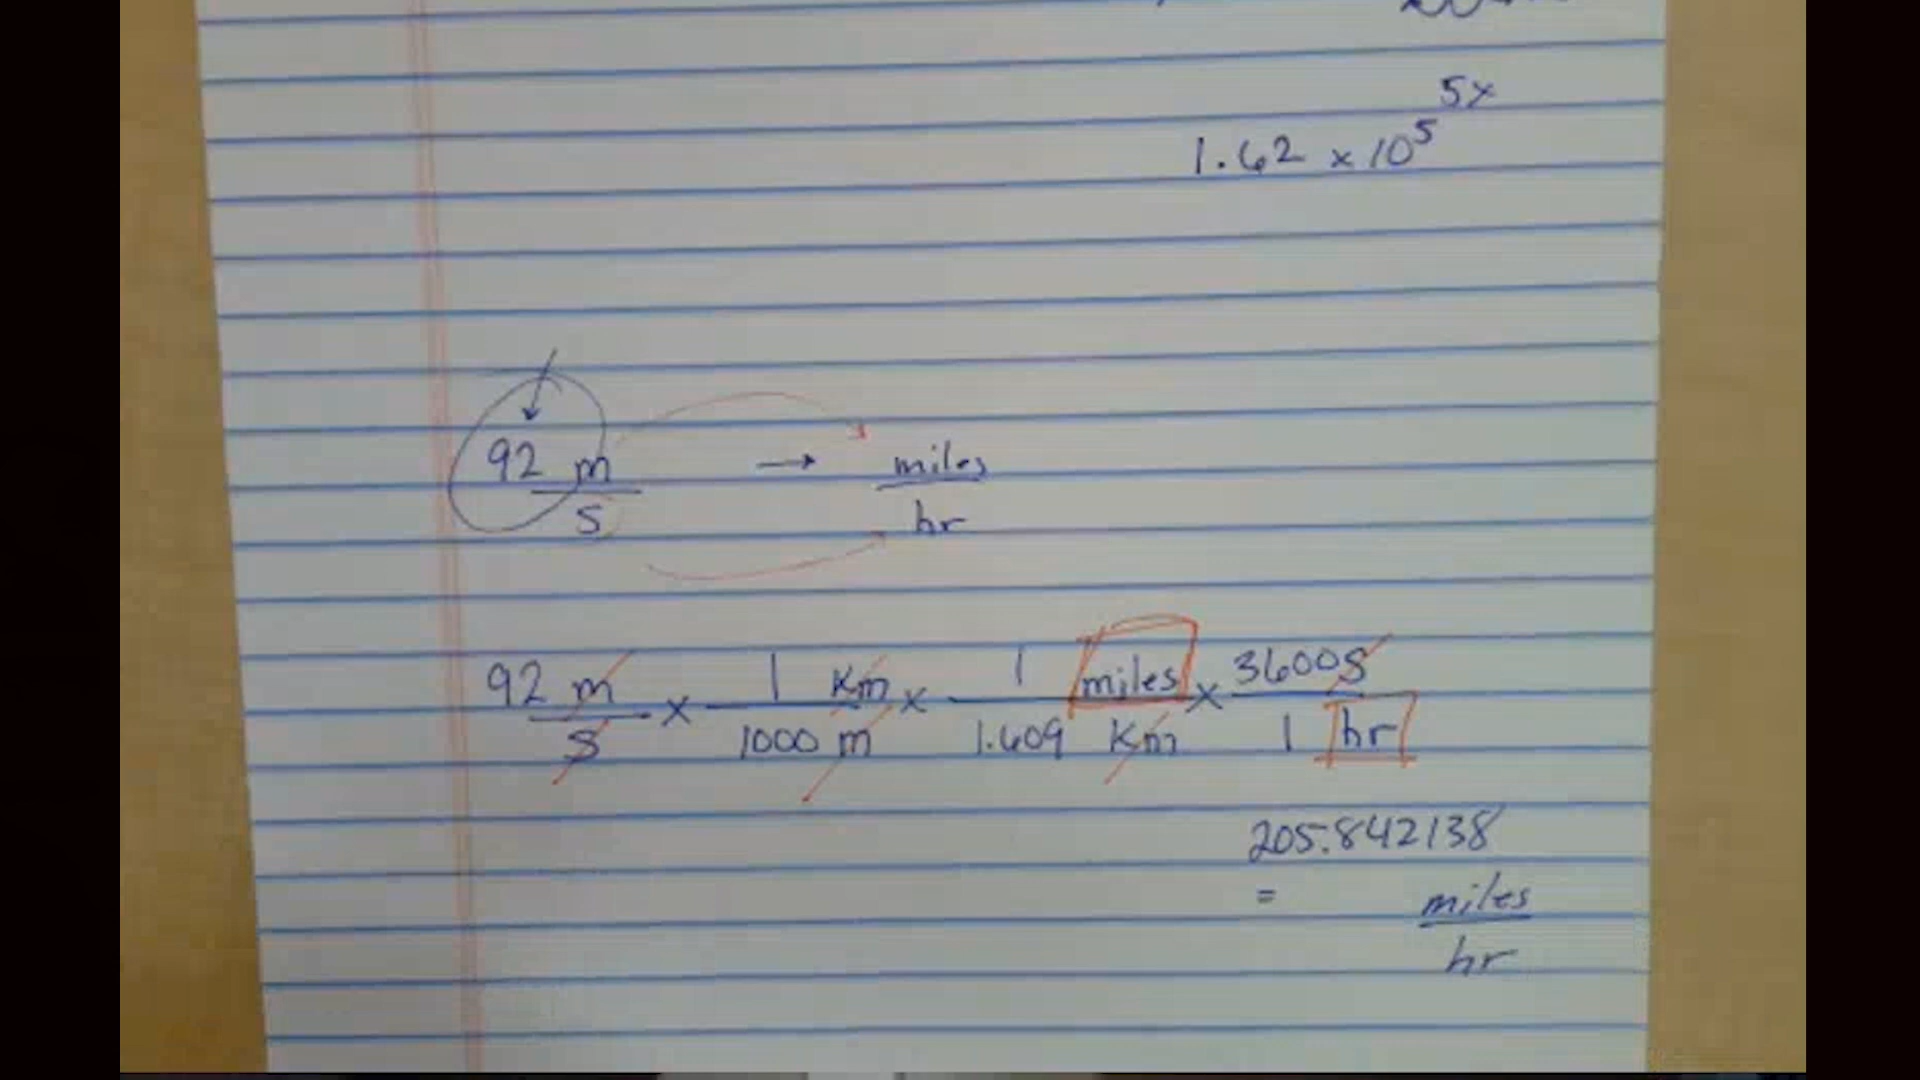 5x
1.62 x 10⁵
92 m → miles
s hr
92 m x 1 km x 1 miles x 3600 s
s 1000 m 1.609 km 1 hr
205.842138
= miles
hr